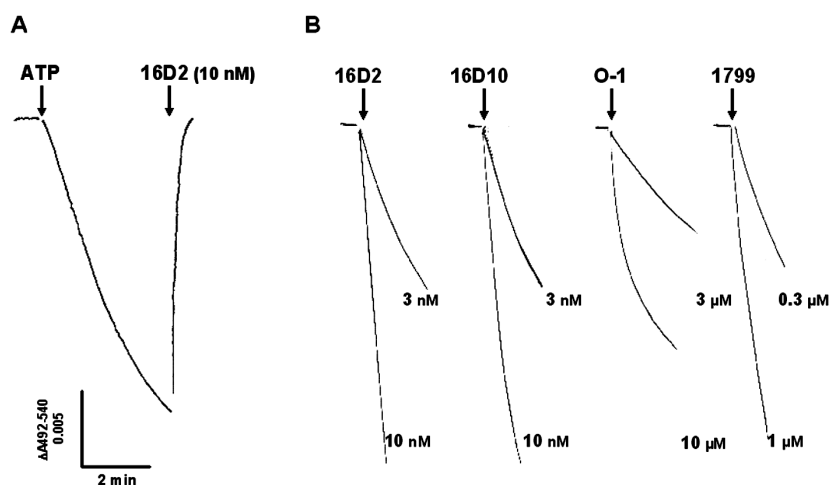 A
B
ATP
16D2 (10 nM)
16D2
16D10
O-1
1799
3 nM
3 nM
3 µM
0.3 µM
10 nM
10 nM
10 µM
1 µM
ΔA492-540
0.005
2 min